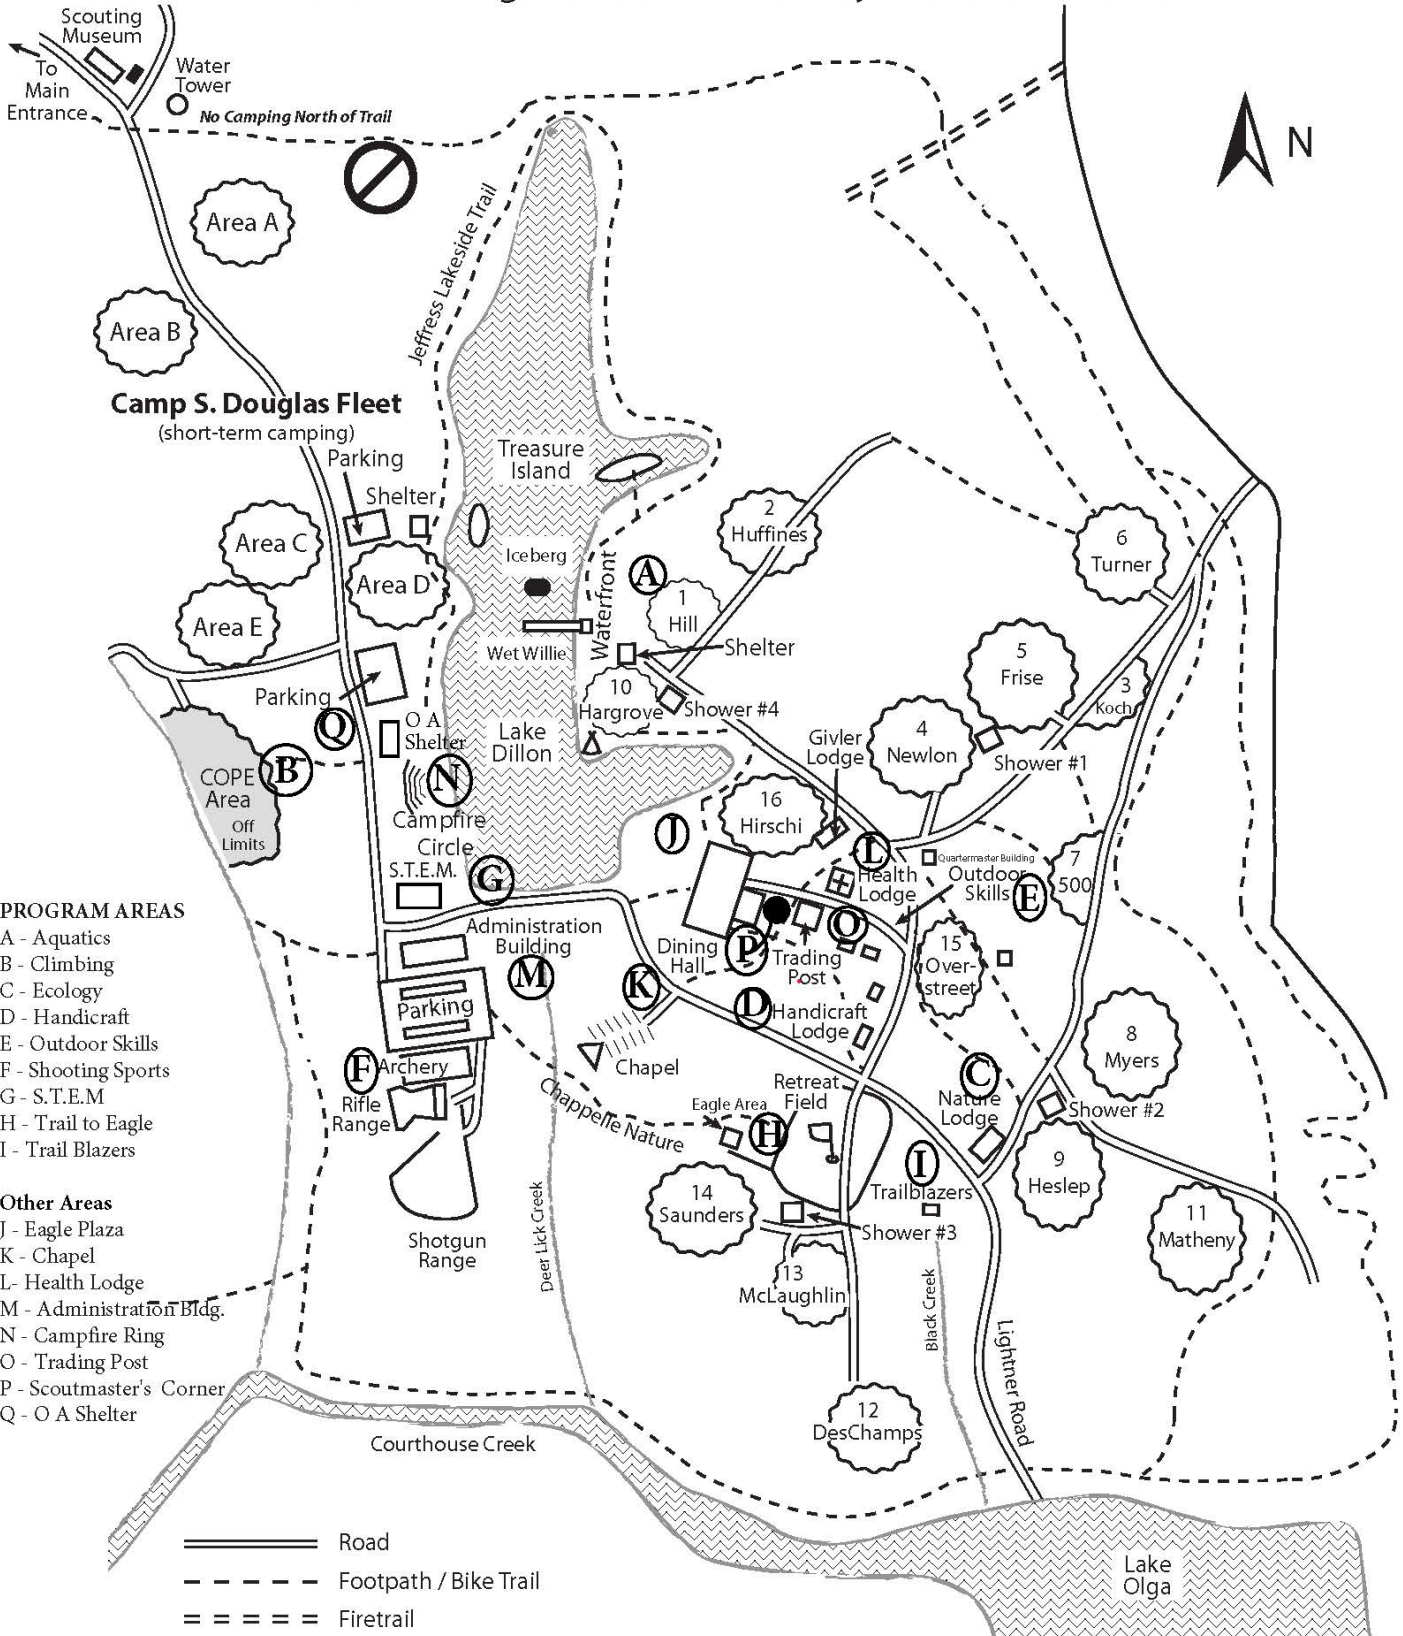 Scouting
Museum
To
Main
Entrance
Water
Tower
No Camping North of Trail
N
Area A
Jeffress Lakeside Trail
Area B
Camp S. Douglas Fleet
(short-term camping)
Parking
Shelter
Treasure
Island
Area C
Area D
Area E
Iceberg
Wet Willie
Waterfront
A
1
Hill
2
Huffines
6
Turner
Shelter
5
Frise
3
Koch
10
Hargrove
Shower #4
Parking
Q
O A
Shelter
Lake
Dillon
Givler
Lodge
4
Newlon
Shower #1
B
COPE
Area
Off
Limits
N
Campfire
Circle
S.T.E.M.
G
J
16
Hirschi
L
Health
Lodge
Quartermaster Building
Outdoor
Skills
E
7
500
Administration
Building
M
Dining
Hall
P
Trading
Post
O
15
Over-
street
K
D
Handicraft
Lodge
Parking
8
Myers
F
Archery
Rifle
Range
Chapel
Chappelle Nature
Retreat
Field
Eagle Area
H
C
Nature
Lodge
Shower #2
I
Trailblazers
9
Heslep
14
Saunders
Shower #3
11
Matheny
Shotgun
Range
Deer Lick Creek
13
McLaughlin
Black Creek
Lightner Road
12
DesChamps
Courthouse Creek
Lake
Olga
PROGRAM AREAS
A - Aquatics
B - Climbing
C - Ecology
D - Handicraft
E - Outdoor Skills
F - Shooting Sports
G - S.T.E.M
H - Trail to Eagle
I - Trail Blazers
Other Areas
J - Eagle Plaza
K - Chapel
L- Health Lodge
M - Administration Bldg.
N - Campfire Ring
O - Trading Post
P - Scoutmaster's Corner
Q - O A Shelter
Road
Footpath / Bike Trail
Firetrail